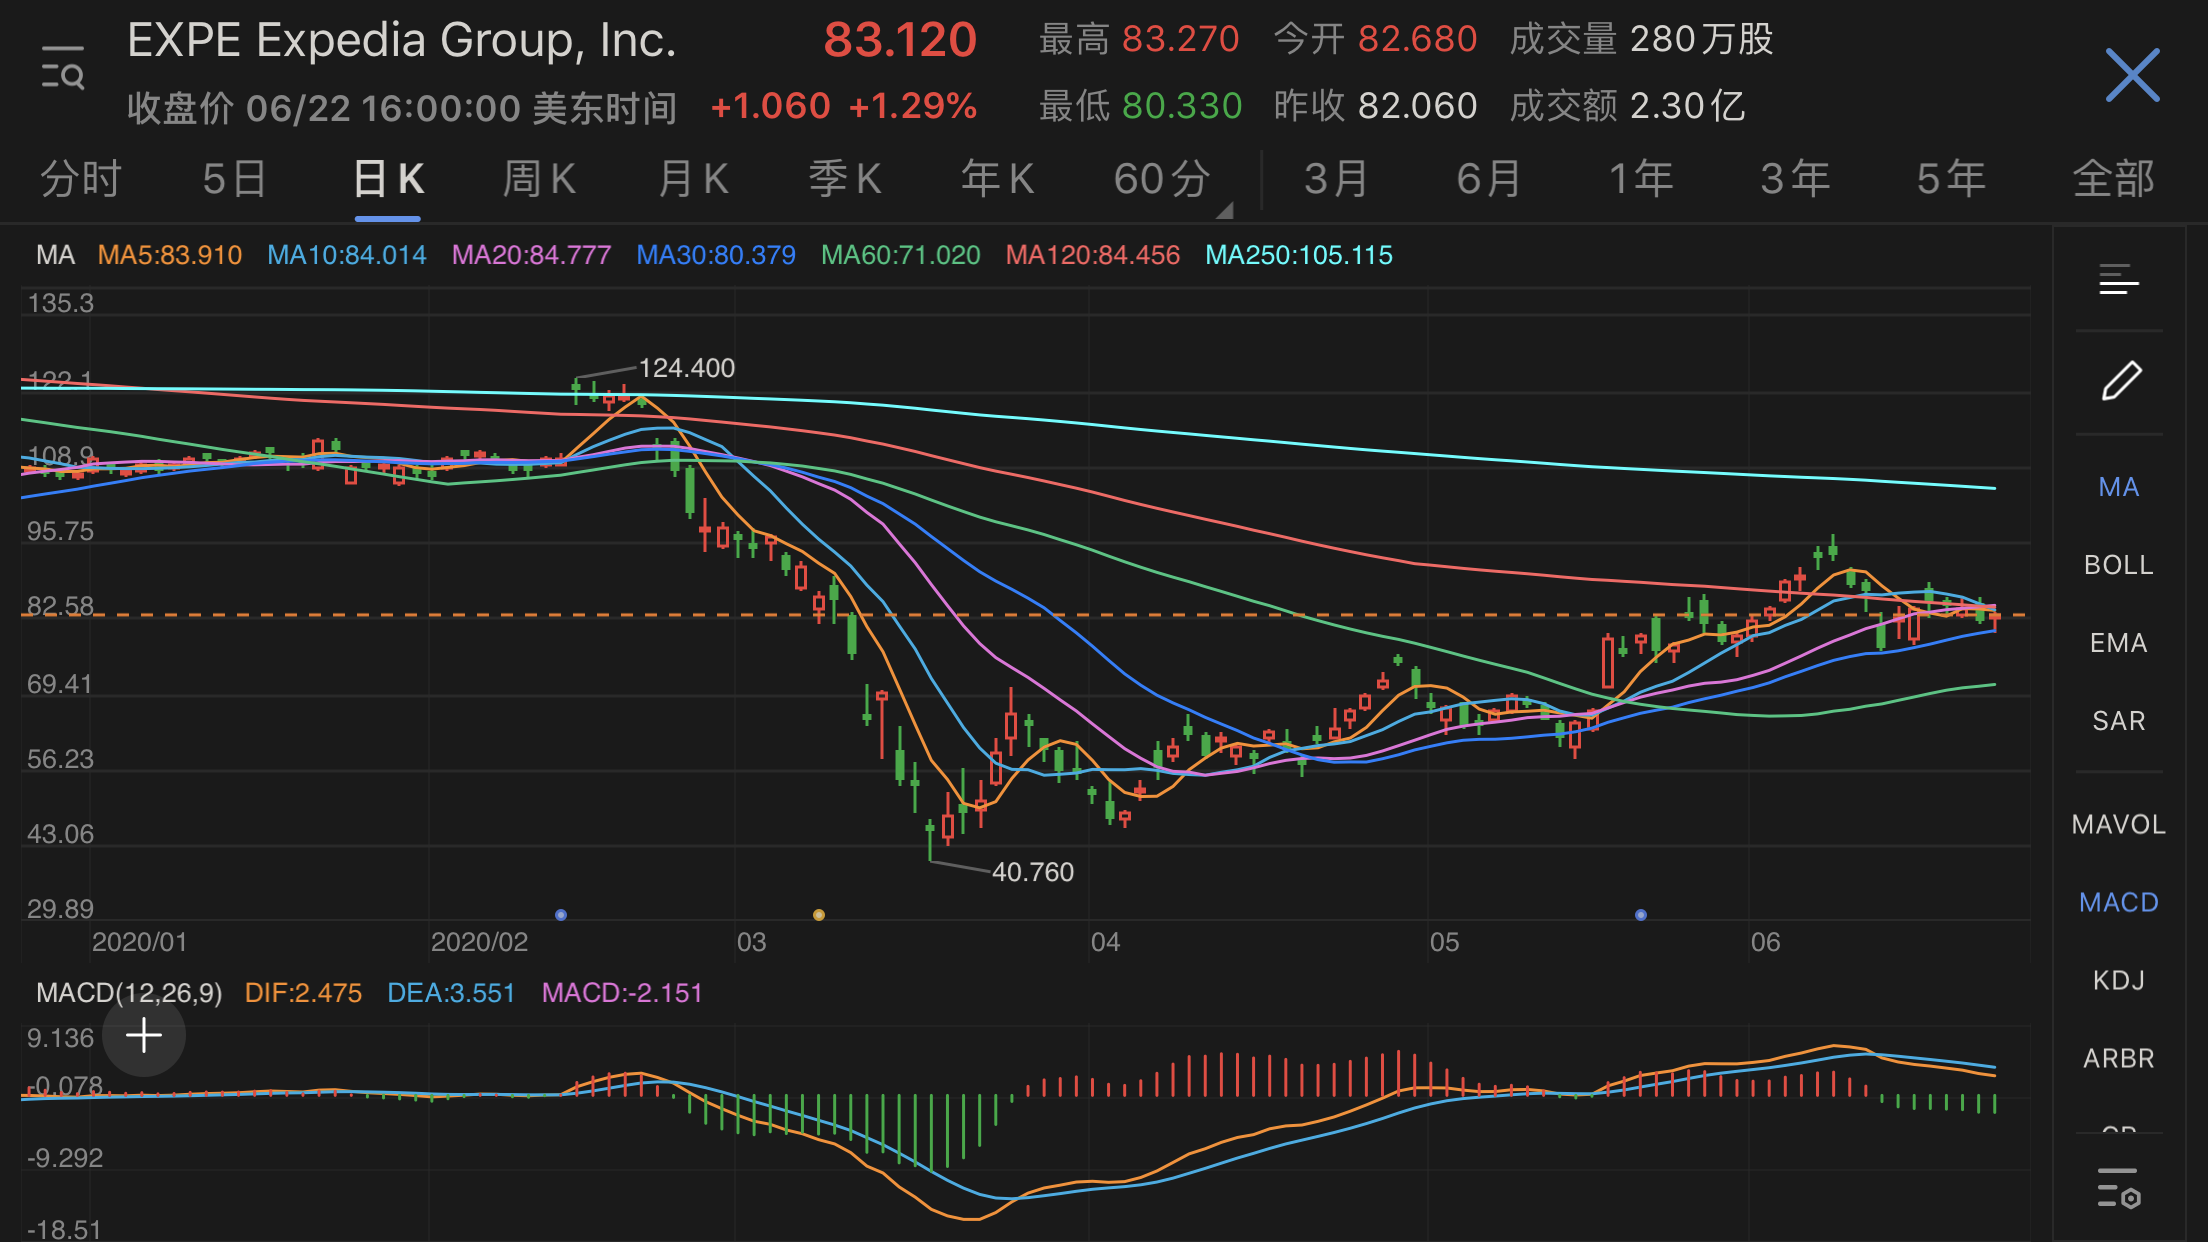 EXPE Expedia Group, Inc. 83.120 最高 83.270 今开 82.680 成交量 280万股
收盘价 06/22 16:00:00 美东时间 +1.060 +1.29% 最低 80.330 昨收 82.060 成交额 2.30亿
分时 5日 日K 周K 月K 季K 年K 60分 3月 6月 1年 3年 5年 全部
MA MA5:83.910 MA10:84.014 MA20:84.777 MA30:80.379 MA60:71.020 MA120:84.456 MA250:105.115
135.3
124.400
122.1
108.9
95.75
82.58
69.41
56.23
43.06
40.760
29.89
2020/01 2020/02 03 04 05 06
MACD(12,26,9) DIF:2.475 DEA:3.551 MACD:-2.151
9.136
-0.078
-9.292
-18.51
MA
BOLL
EMA
SAR
MAVOL
MACD
KDJ
ARBR